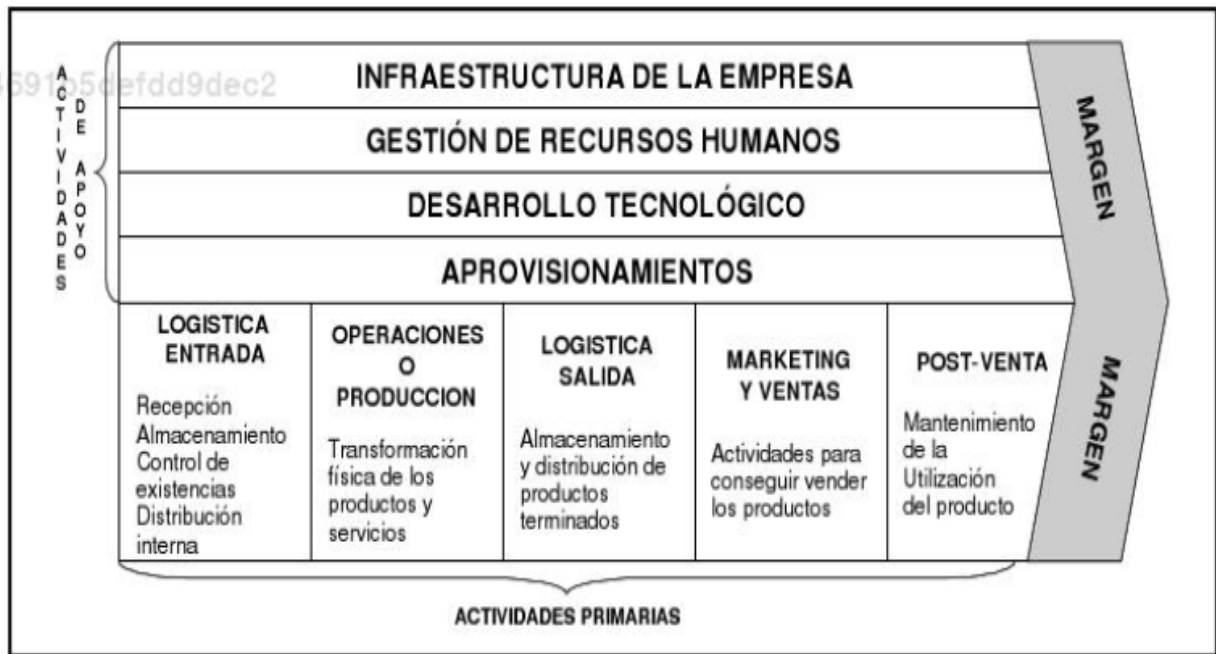 4691b5defdd9dec2
ACTIVIDADES
DE APOYO
INFRAESTRUCTURA DE LA EMPRESA
GESTIÓN DE RECURSOS HUMANOS
DESARROLLO TECNOLÓGICO
APROVISIONAMIENTOS
MARGEN
LOGISTICA
ENTRADA
Recepción
Almacenamiento
Control de
existencias
Distribución
interna
OPERACIONES
O
PRODUCCION
Transformación
física de los
productos y
servicios
LOGISTICA
SALIDA
Almacenamiento
y distribución de
productos
terminados
MARKETING
Y VENTAS
Actividades para
conseguir vender
los productos
POST-VENTA
Mantenimiento
de la
Utilización
del producto
MARGEN
ACTIVIDADES PRIMARIAS